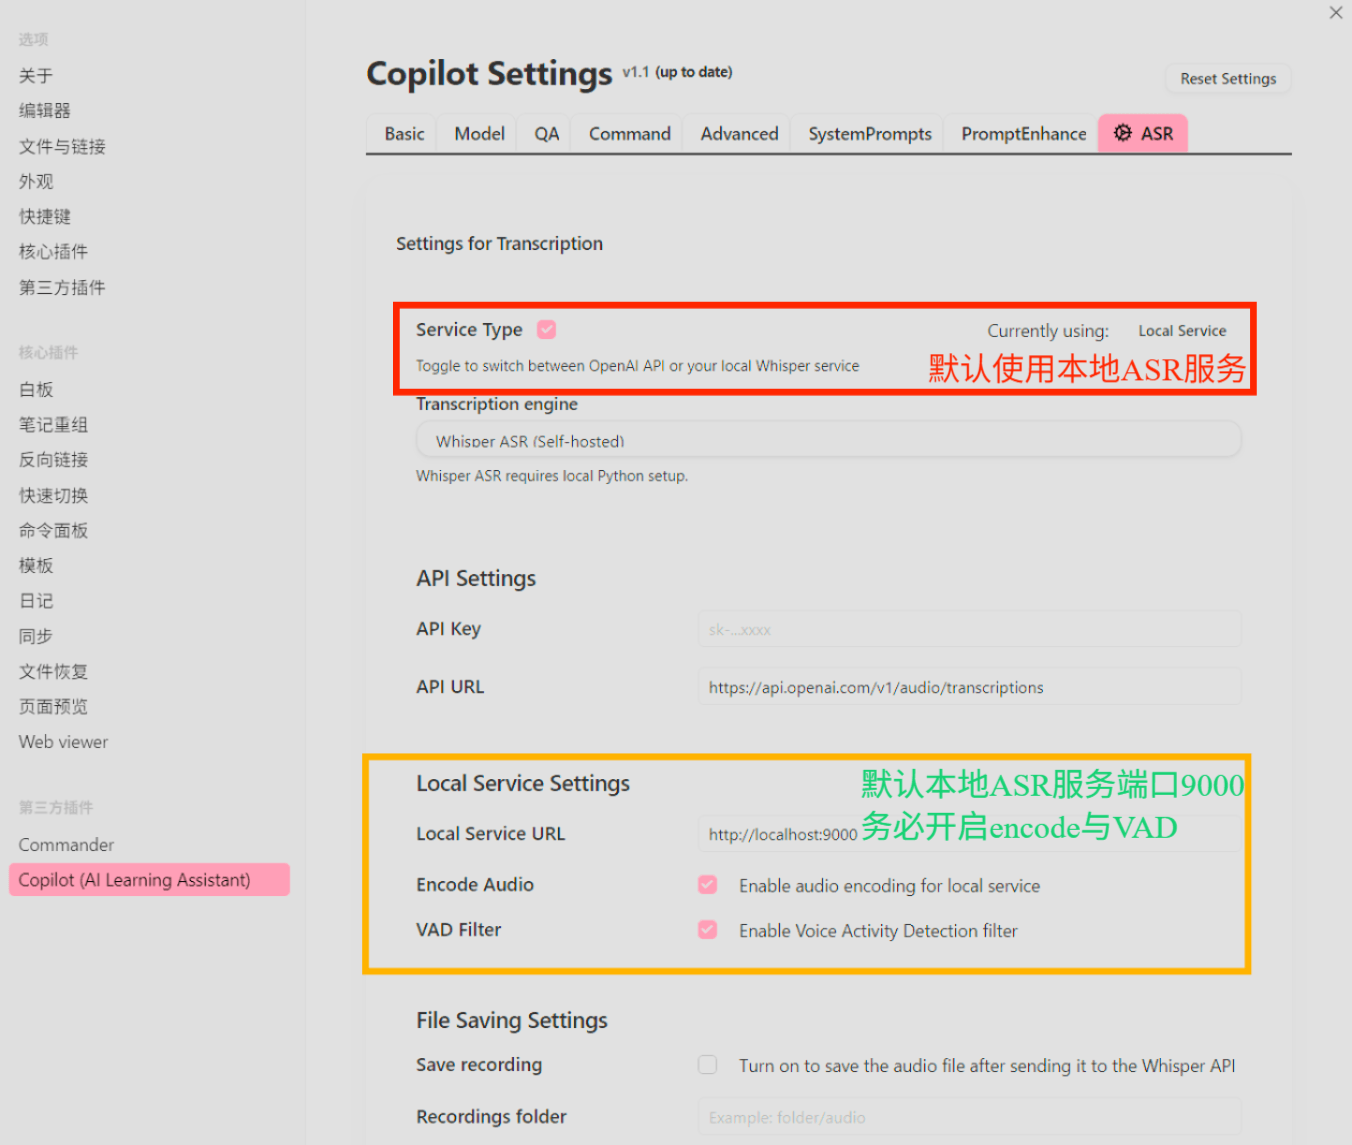 选项
关于
编辑器
文件与链接
外观
快捷键
核心插件
第三方插件
核心插件
白板
笔记重组
反向链接
快速切换
命令面板
模板
日记
同步
文件恢复
页面预览
Web viewer
第三方插件
Commander
Copilot (AI Learning Assistant)
Copilot Settings v1.1 (up to date)
Reset Settings
Basic Model QA Command Advanced SystemPrompts PromptEnhance ASR
Settings for Transcription
Service Type Currently using: Local Service
Toggle to switch between OpenAI API or your local Whisper service
默认使用本地ASR服务
Transcription engine
Whisper ASR (Self-hosted)
Whisper ASR requires local Python setup.
API Settings
API Key sk-...xxxx
API URL https://api.openai.com/v1/audio/transcriptions
Local Service Settings
默认本地ASR服务端口9000
务必开启encode与VAD
Local Service URL http://localhost:9000
Encode Audio Enable audio encoding for local service
VAD Filter Enable Voice Activity Detection filter
File Saving Settings
Save recording Turn on to save the audio file after sending it to the Whisper API
Recordings folder Example: folder/audio